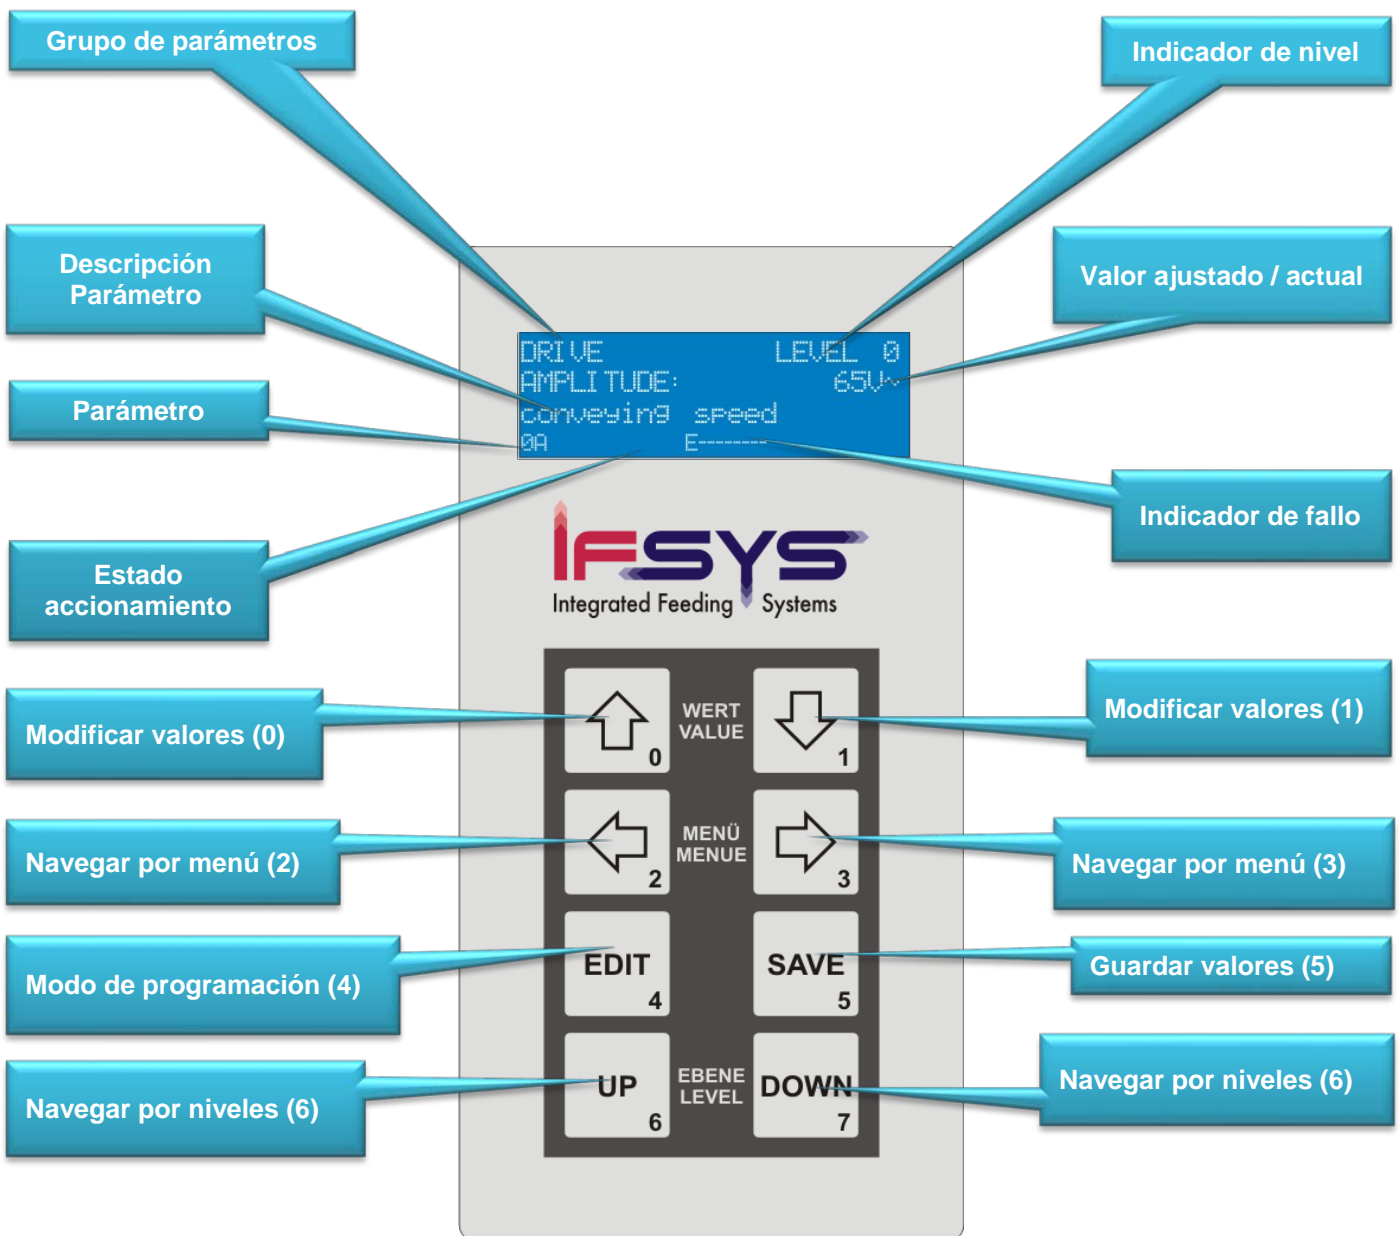 Grupo de parámetros
Indicador de nivel
Descripción
Parámetro
Valor ajustado / actual
DRIVE LEVEL 0
AMPLITUDE: 65V~
conveying speed
0A E--------
Parámetro
Indicador de fallo
Estado
accionamiento
IFSYS
Integrated Feeding Systems
Modificar valores (0)
0
WERT
VALUE
1
Modificar valores (1)
Navegar por menú (2)
2
MENÜ
MENUE
3
Navegar por menú (3)
Modo de programación (4)
EDIT
4
SAVE
5
Guardar valores (5)
Navegar por niveles (6)
UP
6
EBENE
LEVEL
DOWN
7
Navegar por niveles (6)